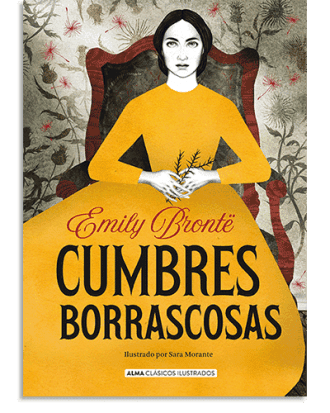 Emily Brontë
CUMBRES
BORRASCOSAS
Ilustrado por Sara Morante
ALMA CLÁSICOS ILUSTRADOS